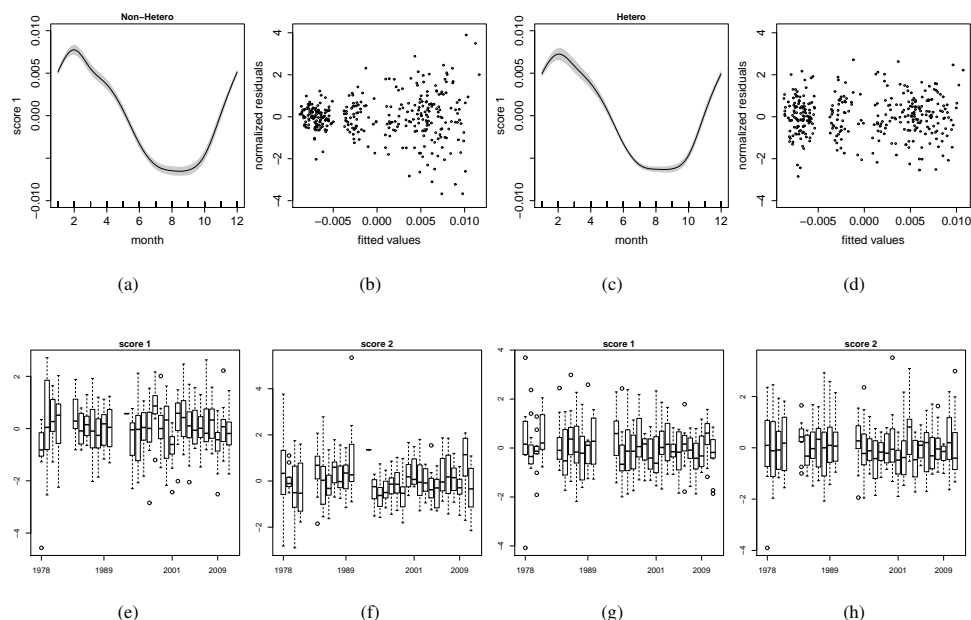 Non−Hetero
score 1
0.010
0.005
0.000
−0.010
2 4 6 8 10 12
month
normalized residuals
4
2
0
−2
−4
−0.005 0.000 0.005 0.010
fitted values
Hetero
score 1
0.010
0.005
0.000
−0.010
2 4 6 8 10 12
month
normalized residuals
4
2
0
−2
−4
−0.005 0.000 0.005 0.010
fitted values
(a) (b) (c) (d)
score 1
2
0
−2
−4
1978 1989 2001 2009
score 2
4
2
0
−2
1978 1989 2001 2009
score 1
4
2
0
−2
−4
1978 1989 2001 2009
score 2
2
0
−2
−4
1978 1989 2001 2009
(e) (f) (g) (h)